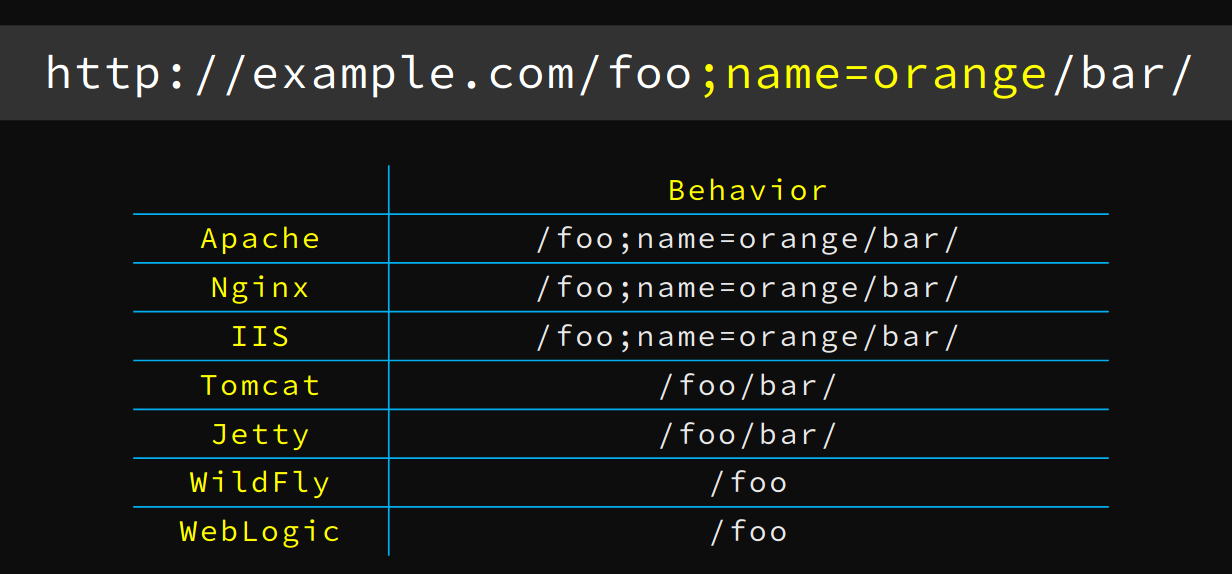 http://example.com/foo;name=orange/bar/
Behavior
Apache /foo;name=orange/bar/
Nginx /foo;name=orange/bar/
IIS /foo;name=orange/bar/
Tomcat /foo/bar/
Jetty /foo/bar/
WildFly /foo
WebLogic /foo